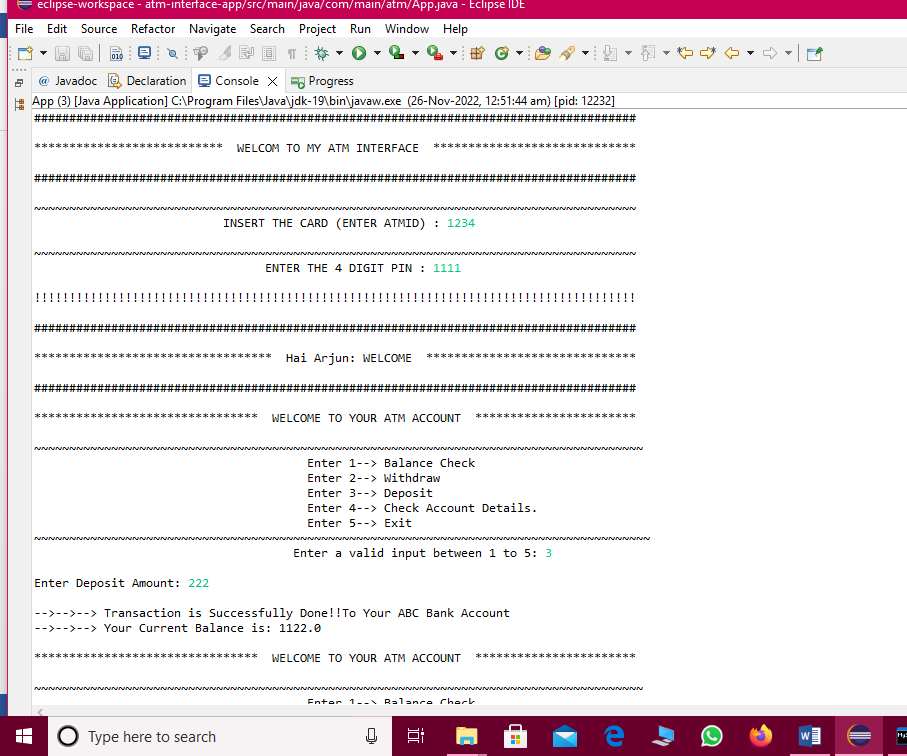 eclipse-workspace - atm-interface-app/src/main/java/com/main/atm/App.java - Eclipse IDE
File Edit Source Refactor Navigate Search Project Run Window Help
@ Javadoc Declaration Console Progress
App (3) [Java Application] C:\Program Files\Java\jdk-19\bin\javaw.exe (26-Nov-2022, 12:51:44 am) [pid: 12232]
######################################################################################
*************************** WELCOM TO MY ATM INTERFACE *****************************
######################################################################################
~~~~~~~~~~~~~~~~~~~~~~~~~~~~~~~~~~~~~~~~~~~~~~~~~~~~~~~~~~~~~~~~~~~~~~~~~~~~~~~~~~~~~~
INSERT THE CARD (ENTER ATMID) : 1234
~~~~~~~~~~~~~~~~~~~~~~~~~~~~~~~~~~~~~~~~~~~~~~~~~~~~~~~~~~~~~~~~~~~~~~~~~~~~~~~~~~~~~~
ENTER THE 4 DIGIT PIN : 1111
!!!!!!!!!!!!!!!!!!!!!!!!!!!!!!!!!!!!!!!!!!!!!!!!!!!!!!!!!!!!!!!!!!!!!!!!!!!!!!!!!!!!!!
######################################################################################
********************************** Hai Arjun: WELCOME ******************************
######################################################################################
******************************** WELCOME TO YOUR ATM ACCOUNT ***********************
~~~~~~~~~~~~~~~~~~~~~~~~~~~~~~~~~~~~~~~~~~~~~~~~~~~~~~~~~~~~~~~~~~~~~~~~~~~~~~~~~~~~~~~
Enter 1--> Balance Check
Enter 2--> Withdraw
Enter 3--> Deposit
Enter 4--> Check Account Details.
Enter 5--> Exit
~~~~~~~~~~~~~~~~~~~~~~~~~~~~~~~~~~~~~~~~~~~~~~~~~~~~~~~~~~~~~~~~~~~~~~~~~~~~~~~~~~~~~~~~
Enter a valid input between 1 to 5: 3
Enter Deposit Amount: 222
-->-->--> Transaction is Successfully Done!!To Your ABC Bank Account
-->-->--> Your Current Balance is: 1122.0
******************************** WELCOME TO YOUR ATM ACCOUNT ***********************
~~~~~~~~~~~~~~~~~~~~~~~~~~~~~~~~~~~~~~~~~~~~~~~~~~~~~~~~~~~~~~~~~~~~~~~~~~~~~~~~~~~~~~~
Enter 1--> Balance Check
Type here to search